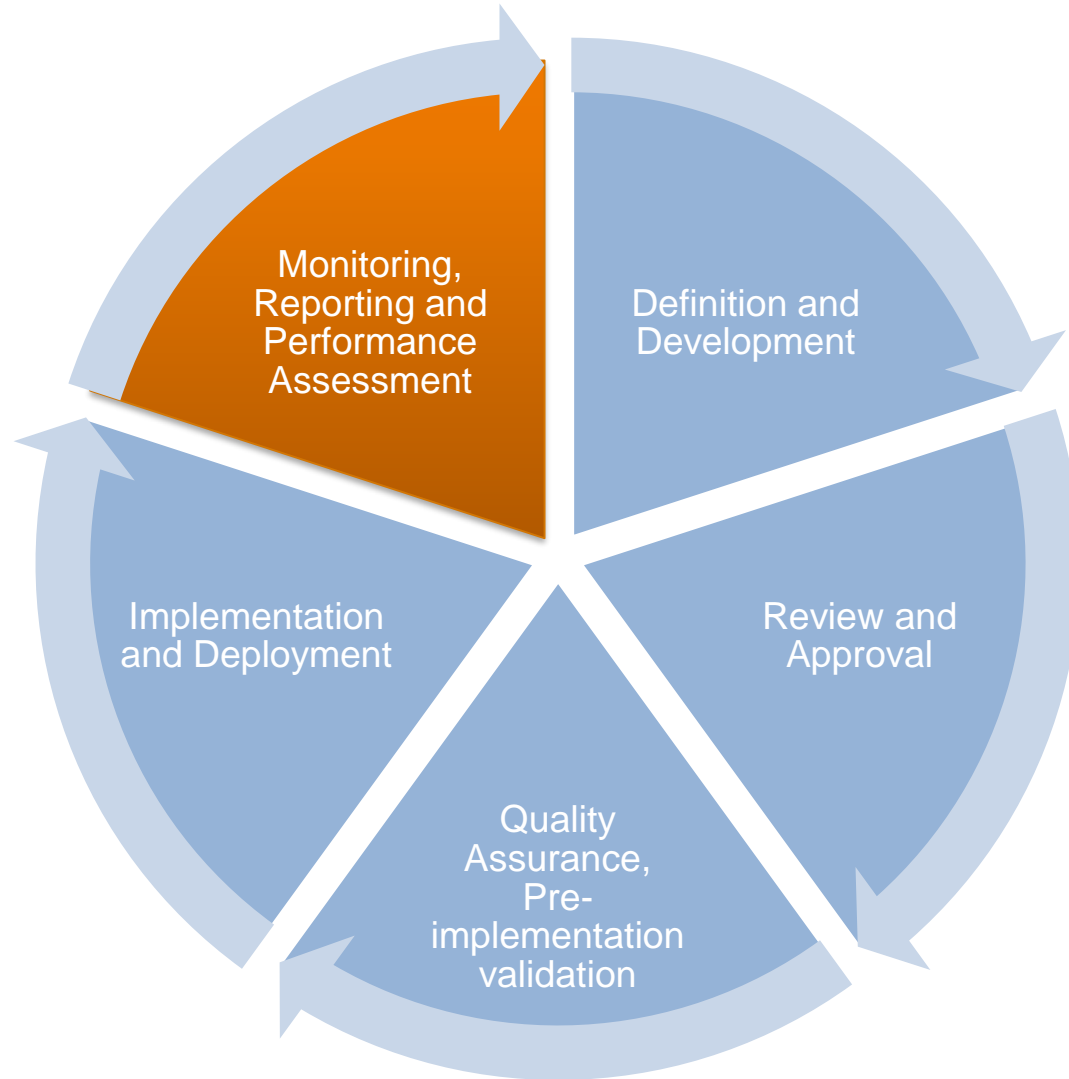 Monitoring,
Reporting and
Performance
Assessment
Definition and
Development
Implementation
and Deployment
Review and
Approval
Quality
Assurance,
Pre-
implementation
validation